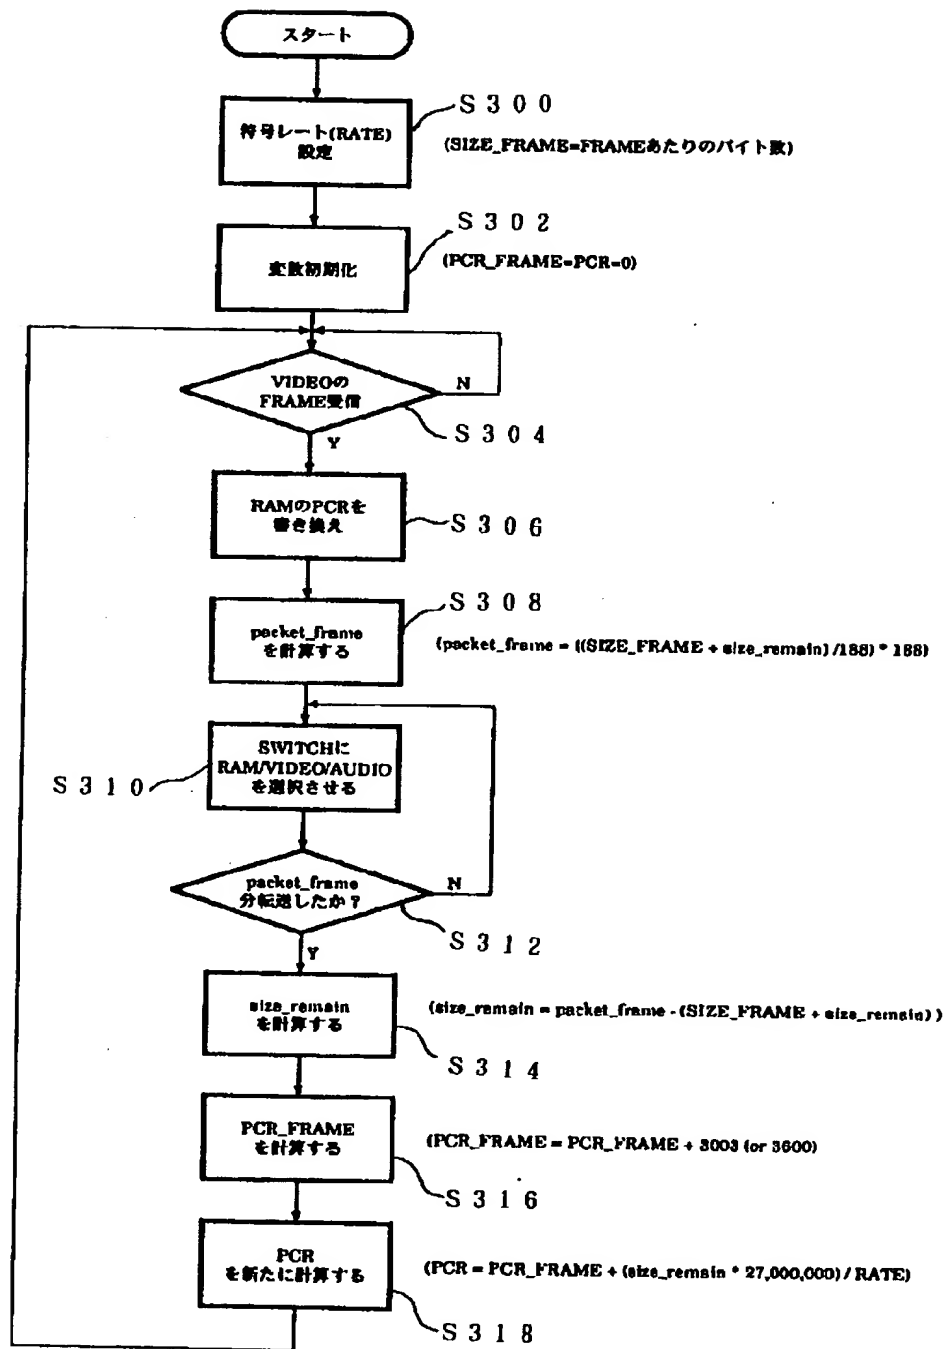 スタート
S300
符号レート(RATE)
設定
(SIZE_FRAME=FRAMEあたりのバイト数)
S302
変数初期化
(PCR_FRAME=PCR=0)
VIDEOの
FRAME受信
N
S304
Y
RAMのPCRを
書き換え
S306
S308
packet_frame
を計算する
(packet_frame = ((SIZE_FRAME + size_remain) /188) * 188)
SWITCHに
RAM/VIDEO/AUDIO
を選択させる
S310
packet_frame
分転送したか？
N
S312
Y
size_remain
を計算する
(size_remain = packet_frame - (SIZE_FRAME + size_remain) )
S314
PCR_FRAME
を計算する
(PCR_FRAME = PCR_FRAME + 3003 (or 3600)
S316
PCR
を新たに計算する
(PCR = PCR_FRAME + (size_remain * 27,000,000) / RATE)
S318